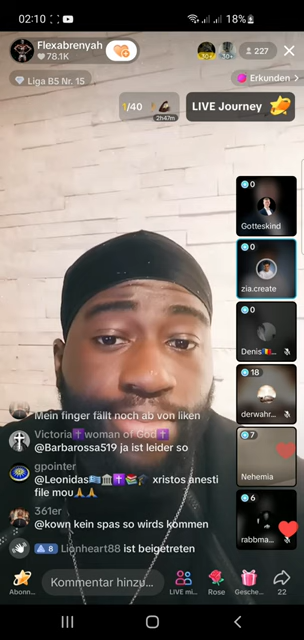 02:10
18%
Flexabrenyah
78.1K
227
Liga B5 Nr. 15
Erkunden >
1/40
2h47m
LIVE Journey
0
Gotteskind
0
zia.create
0
Denis
18
derwahr...
7
Nehemia
6
rabbma...
Mein finger fällt noch ab von liken
Victoria✝️woman of God✝️
@Barbarossa519 ja ist leider so
gpointer
@Leonidas🇬🇷🏛️✝️📚 xristos anesti
file mou🙏🙏
361er
@kown kein spas so wirds kommen
8 Lionheart88 ist beigetreten
Abonn...
Kommentar hinzu...
LIVE mi...
Rose
Gesche...
22